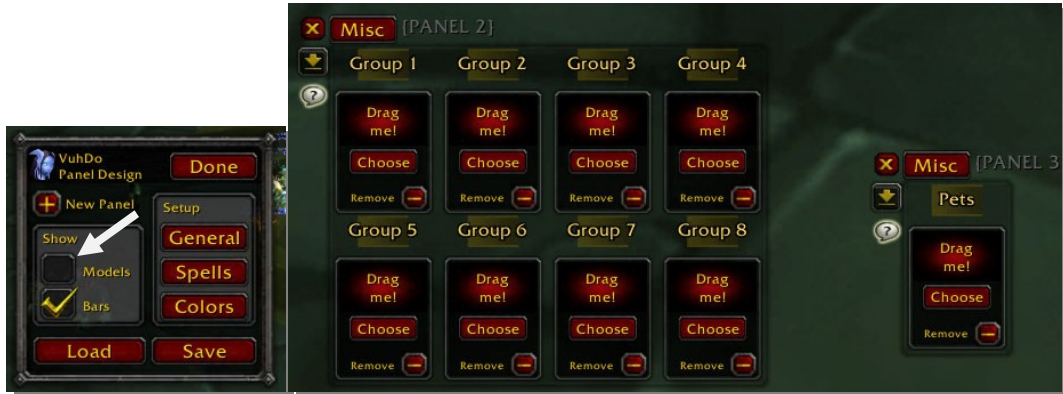 VuhDo
Panel Design
Done
New Panel
Setup
Show
General
Models
Spells
Bars
Colors
Load Save
X Misc [PANEL 2]
Group 1 Group 2 Group 3 Group 4
?
Drag me! Drag me! Drag me! Drag me!
Choose Choose Choose Choose
Remove Remove Remove Remove
Group 5 Group 6 Group 7 Group 8
Drag me! Drag me! Drag me! Drag me!
Choose Choose Choose Choose
Remove Remove Remove Remove
X Misc [PANEL 3
Pets
?
Drag
me!
Choose
Remove